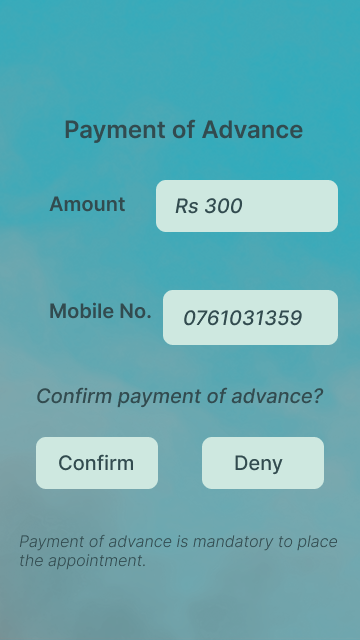 Payment of Advance
Amount
Rs 300
Mobile No.
0761031359
Confirm payment of advance?
Confirm
Deny
Payment of advance is mandatory to place
the appointment.